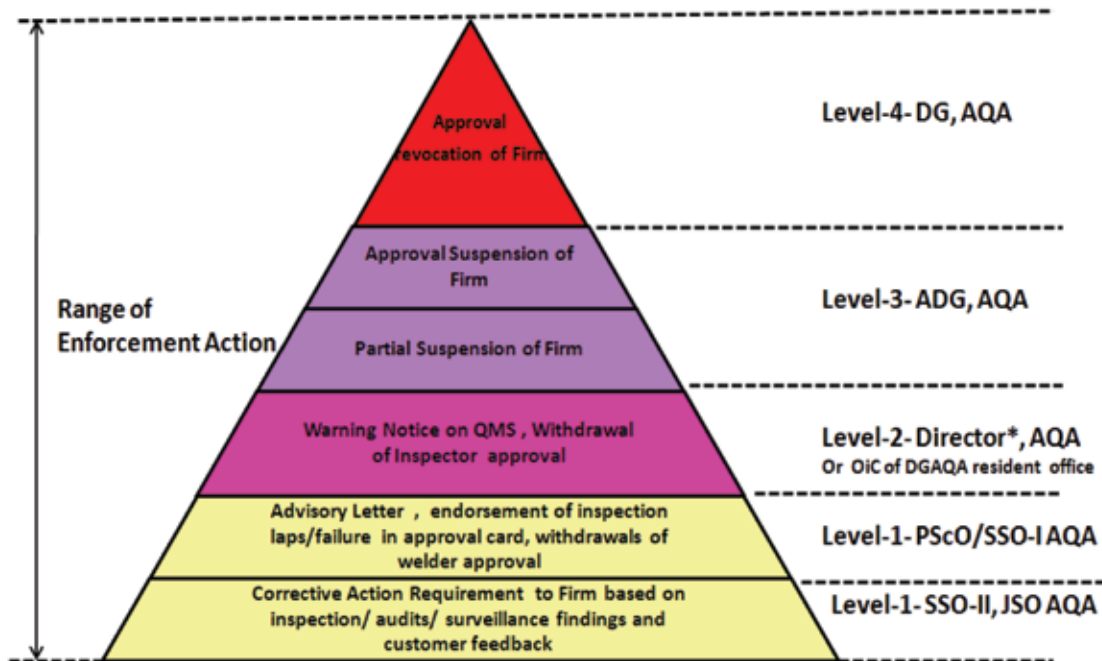 Approval
revocation of Firm
Level-4- DG, AQA
Approval Suspension of
Firm
Level-3- ADG, AQA
Range of
Enforcement Action
Partial Suspension of Firm
Warning Notice on QMS , Withdrawal
of Inspector approval
Level-2- Director*, AQA
Or OiC of DGAQA resident office
Advisory Letter , endorsement of inspection
laps/failure in approval card, withdrawals of
welder approval
Level-1- PScO/SSO-I AQA
Corrective Action Requirement to Firm based on
inspection/ audits/ surveillance findings and
customer feedback
Level-1- SSO-II, JSO AQA